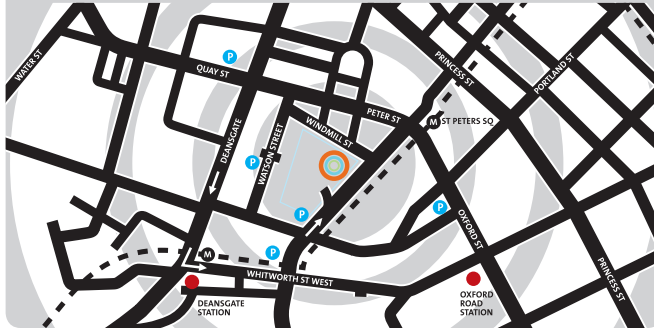 WATER ST
QUAY ST
P
DEANSGATE
WATSON STREET
WINDMILL ST
PETER ST
PRINCESS ST
PORTLAND ST
M ST PETERS SQ
P
P
P
OXFORD ST
P
M
WHITWORTH ST WEST
DEANSGATE
STATION
OXFORD
ROAD
STATION
PRINCESS ST